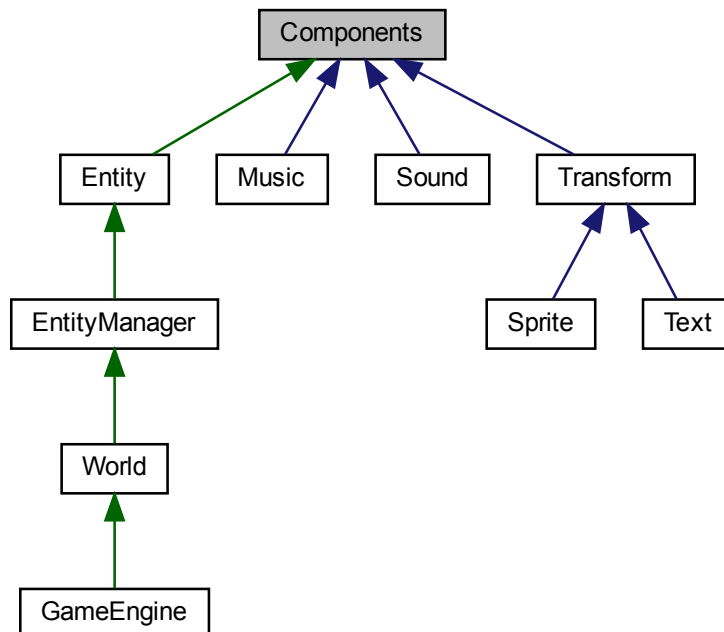 Components
Entity
Music
Sound
Transform
EntityManager
Sprite
Text
World
GameEngine